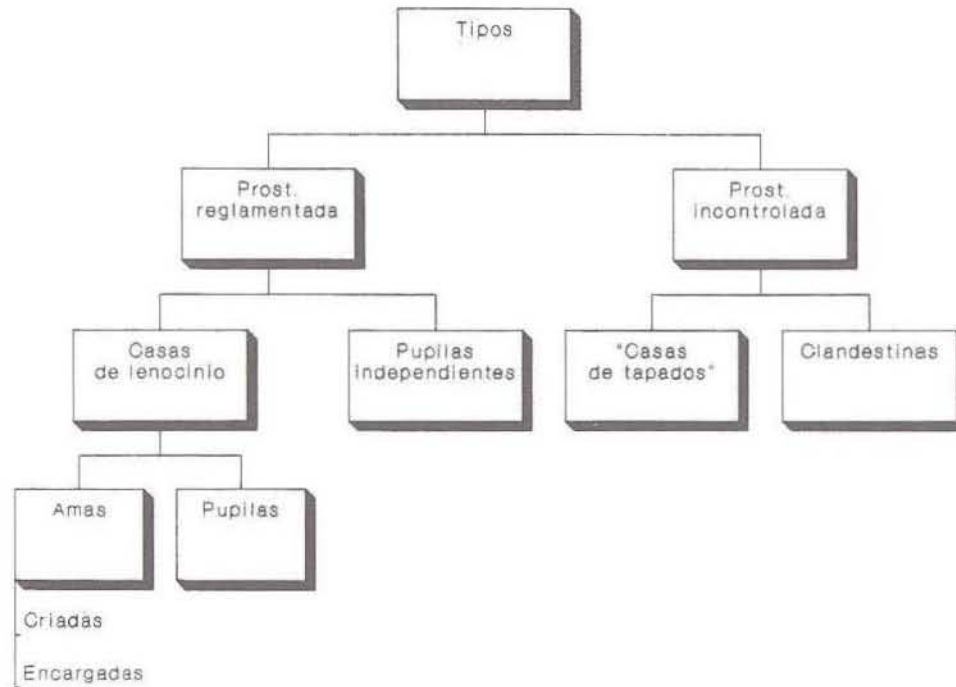 Tipos
Prost.
reglamentada
Prost.
incontrolada
Casas
de lenocinio
Pupilas
independientes
"Casas
de tapados"
Clandestinas
Amas
Pupilas
Criadas
Encargadas